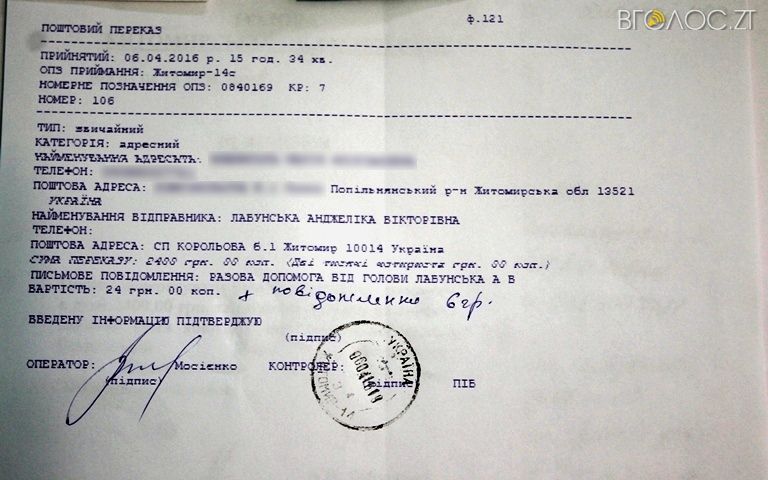 ВГОЛОС.ZT
ф.121
ПОШТОВИЙ ПЕРЕКАЗ
ПРИЙНЯТИЙ: 06.04.2016 р. 15 год. 34 хв.
ОПЗ ПРИЙМАННЯ: Житомир-14с
НОМЕРНЕ ПОЗНАЧЕННЯ ОПЗ: 0840169 КР: 7
НОМЕР: 106
ТИП: звичайний
КАТЕГОРІЯ: адресний
НАЙМЕНУВАННЯ АДРЕСАТА:
ТЕЛЕФОН:
ПОШТОВА АДРЕСА: Попільнянський р-н Житомирська обл 13521
УКРАЇНА
НАЙМЕНУВАННЯ ВІДПРАВНИКА: ЛАБУНСЬКА АНДЖЕЛІКА ВІКТОРІВНА
ТЕЛЕФОН:
ПОШТОВА АДРЕСА: СП КОРОЛЬОВА б.1 Житомир 10014 Україна
СУМА ПЕРЕКАЗУ: 2400 грн. 00 коп. (Дві тисячі чотириста грн. 00 коп.)
ПИСЬМОВЕ ПОВІДОМЛЕННЯ: РАЗОВА ДОПОМОГА ВІД ГОЛОВИ ЛАБУНСЬКА А В
ВАРТІСТЬ: 24 грн. 00 коп. + повідомлення 6 гр.
ВВЕДЕНУ ІНФОРМАЦІЮ ПІДТВЕРДЖУЮ
(підпис)
ОПЕРАТОР: Мосієнко КОНТРОЛЕР: ПІБ
(підпис) підпис
УКРАЇНА